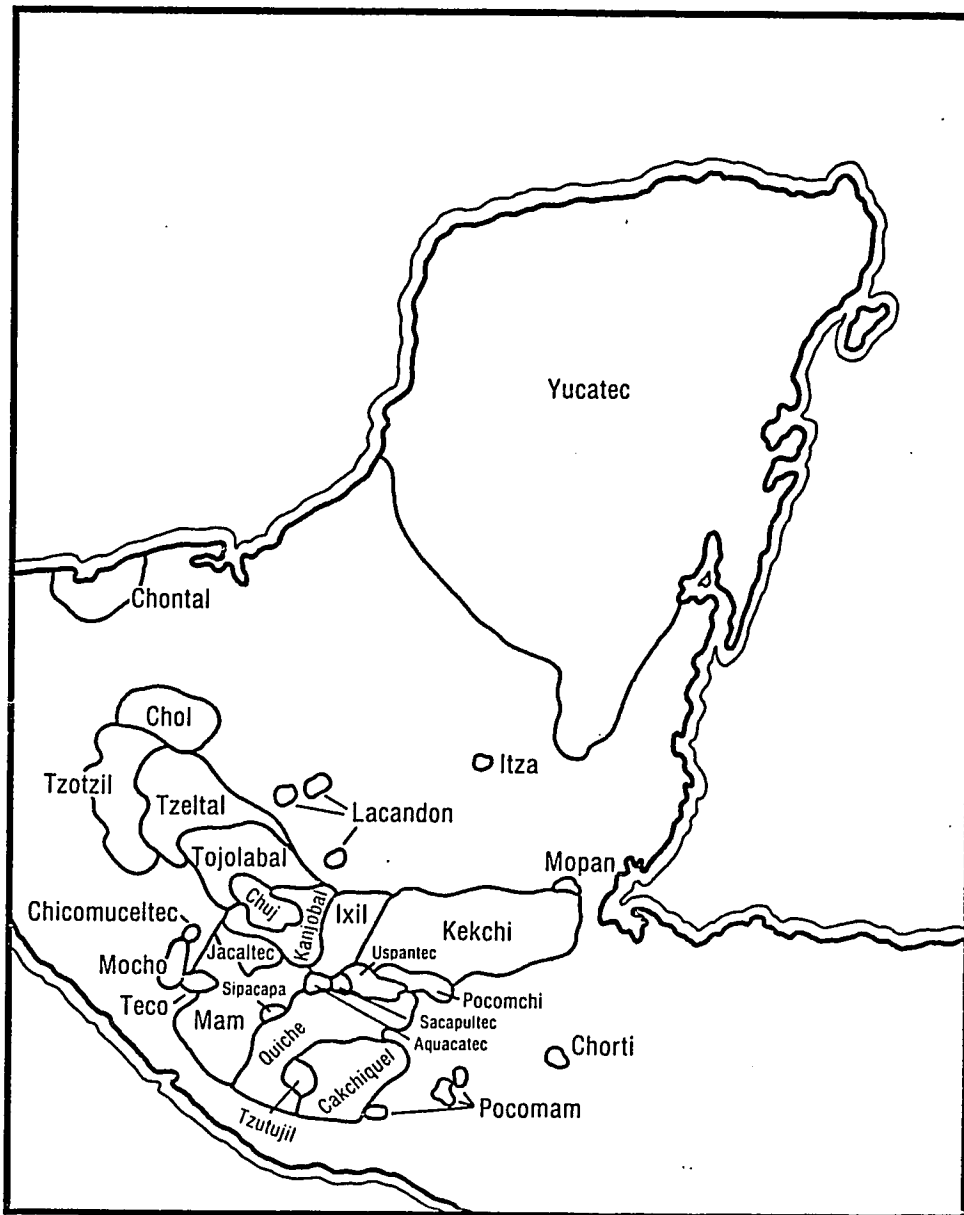 Yucatec
Chontal
Chol
Tzotzil
Itza
Tzeltal
Lacandon
Tojolabal
Mopan
Chuj
Kanjobal
Ixil
Chicomuceltec
Kekchi
Jacaltec
Uspantec
Mocho
Sipacapa
Pocomchi
Teco
Mam
Sacapultec
Quiche
Aquacatec
Chorti
Cakchiquel
Pocomam
Tzutujil